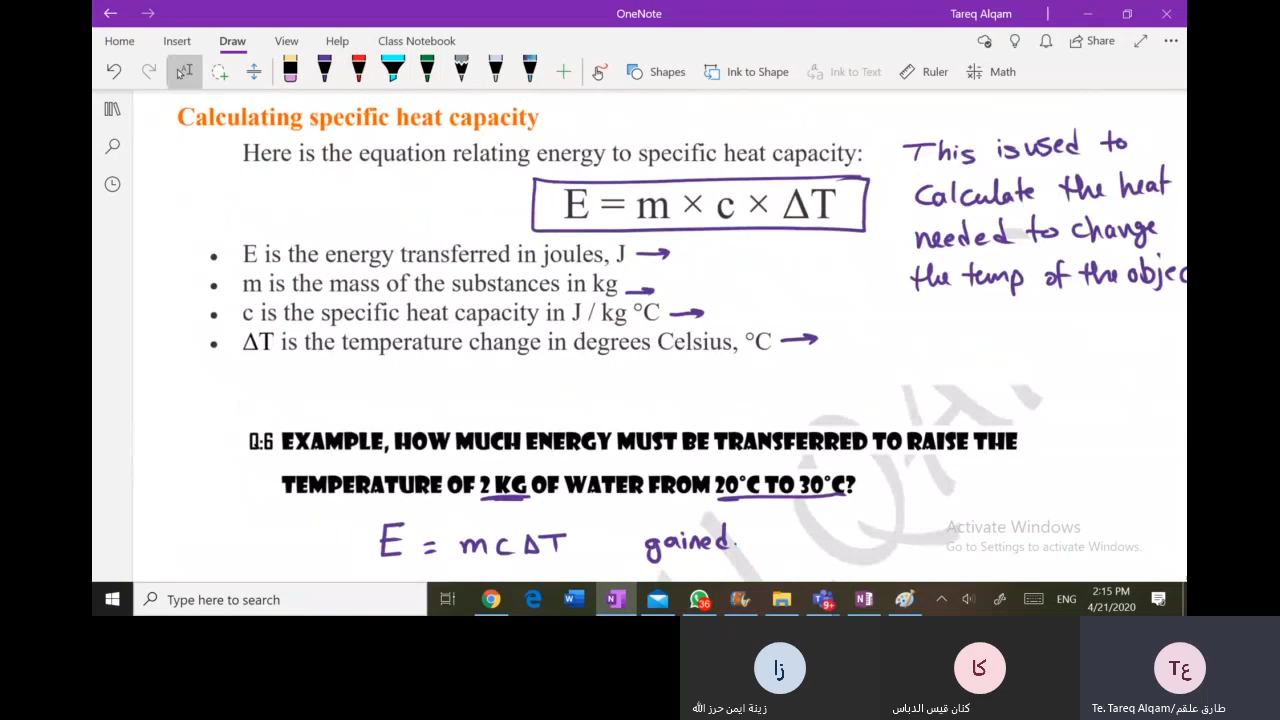 OneNote
Tareq Alqam
Home Insert Draw View Help Class Notebook
Share
Shapes Ink to Shape Ink to Text Ruler Math
Calculating specific heat capacity
Here is the equation relating energy to specific heat capacity:
E = m × c × ΔT
This is used to
Calculate the heat
needed to change
the temp of the objec
• E is the energy transferred in joules, J →
• m is the mass of the substances in kg →
• c is the specific heat capacity in J / kg °C →
• ΔT is the temperature change in degrees Celsius, °C →
Q:6 EXAMPLE, HOW MUCH ENERGY MUST BE TRANSFERRED TO RAISE THE
TEMPERATURE OF 2 KG OF WATER FROM 20°C TO 30°C?
E = mcΔT gained.
Activate Windows
Go to Settings to activate Windows.
Type here to search
36
9+
ENG
2:15 PM
4/21/2020
زا
كا
Tع
زينة ايمن حرز الله
كنان قيس الدباس
Te. Tareq Alqam/طارق علقم